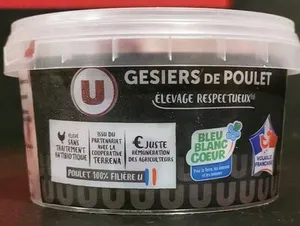 U
GESIERS DE POULET
ÉLEVAGE RESPECTUEUX
ÉLEVÉ
SANS
TRAITEMENT
ANTIBIOTIQUE
ISSU DU
PARTENARIAT
AVEC LA
COOPÉRATIVE
TERRENA
€JUSTE
RÉMUNÉRATION
DES AGRICULTEURS
POULET 100% FILIÈRE U
BLEU
BLANC
COEUR
VOLAILLE
FRANÇAISE